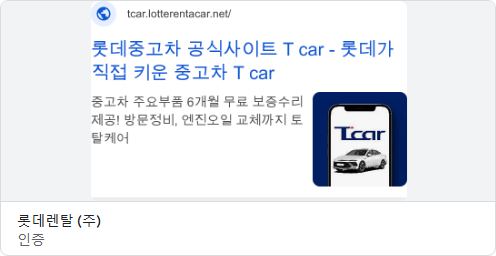 tcar.lotterentacar.net/
롯데중고차 공식사이트 T car - 롯데가
직접 키운 중고차 T car
중고차 주요부품 6개월 무료 보증수리
제공! 방문정비, 엔진오일 교체까지 토
탈케어
Tcar
롯데렌탈 (주)
인증